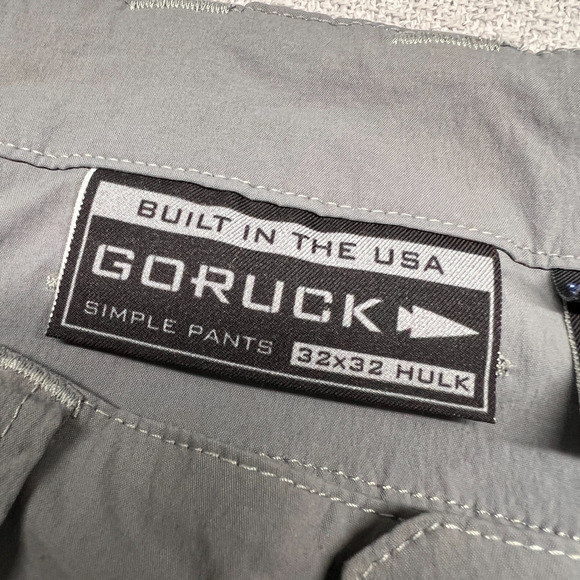 BUILT IN THE USA
GORUCK
SIMPLE PANTS 32X32 HULK